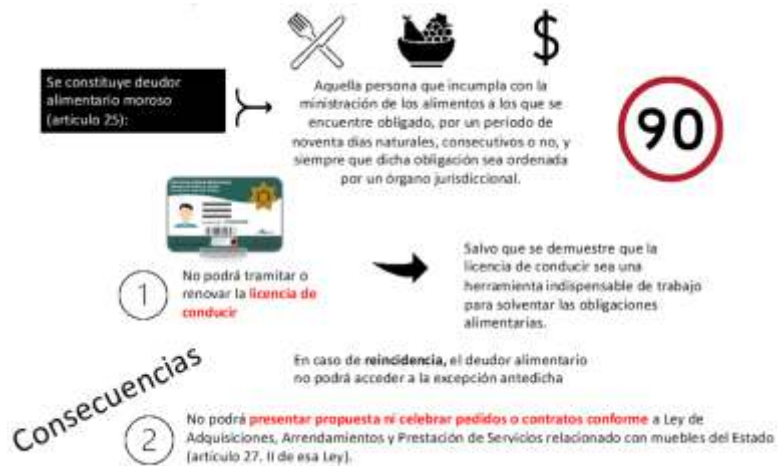 Se constituye deudor
alimentario moroso
(artículo 25):
Aquella persona que incumpla con la
ministración de los alimentos a los que se
encuentre obligado, por un periodo de
noventa días naturales, consecutivos o no, y
siempre que dicha obligación sea ordenada
por un órgano jurisdiccional.
$
90
1
No podrá tramitar o
renovar la licencia de
conducir
Salvo que se demuestre que la
licencia de conducir sea una
herramienta indispensable de trabajo
para solventar las obligaciones
alimentarias.
En caso de reincidencia, el deudor alimentario
no podrá acceder a la excepción antedicha
Consecuencias
2
No podrá presentar propuesta ni celebrar pedidos o contratos conforme a Ley de
Adquisiciones, Arrendamientos y Prestación de Servicios relacionado con muebles del Estado
(artículo 27. II de esa Ley).